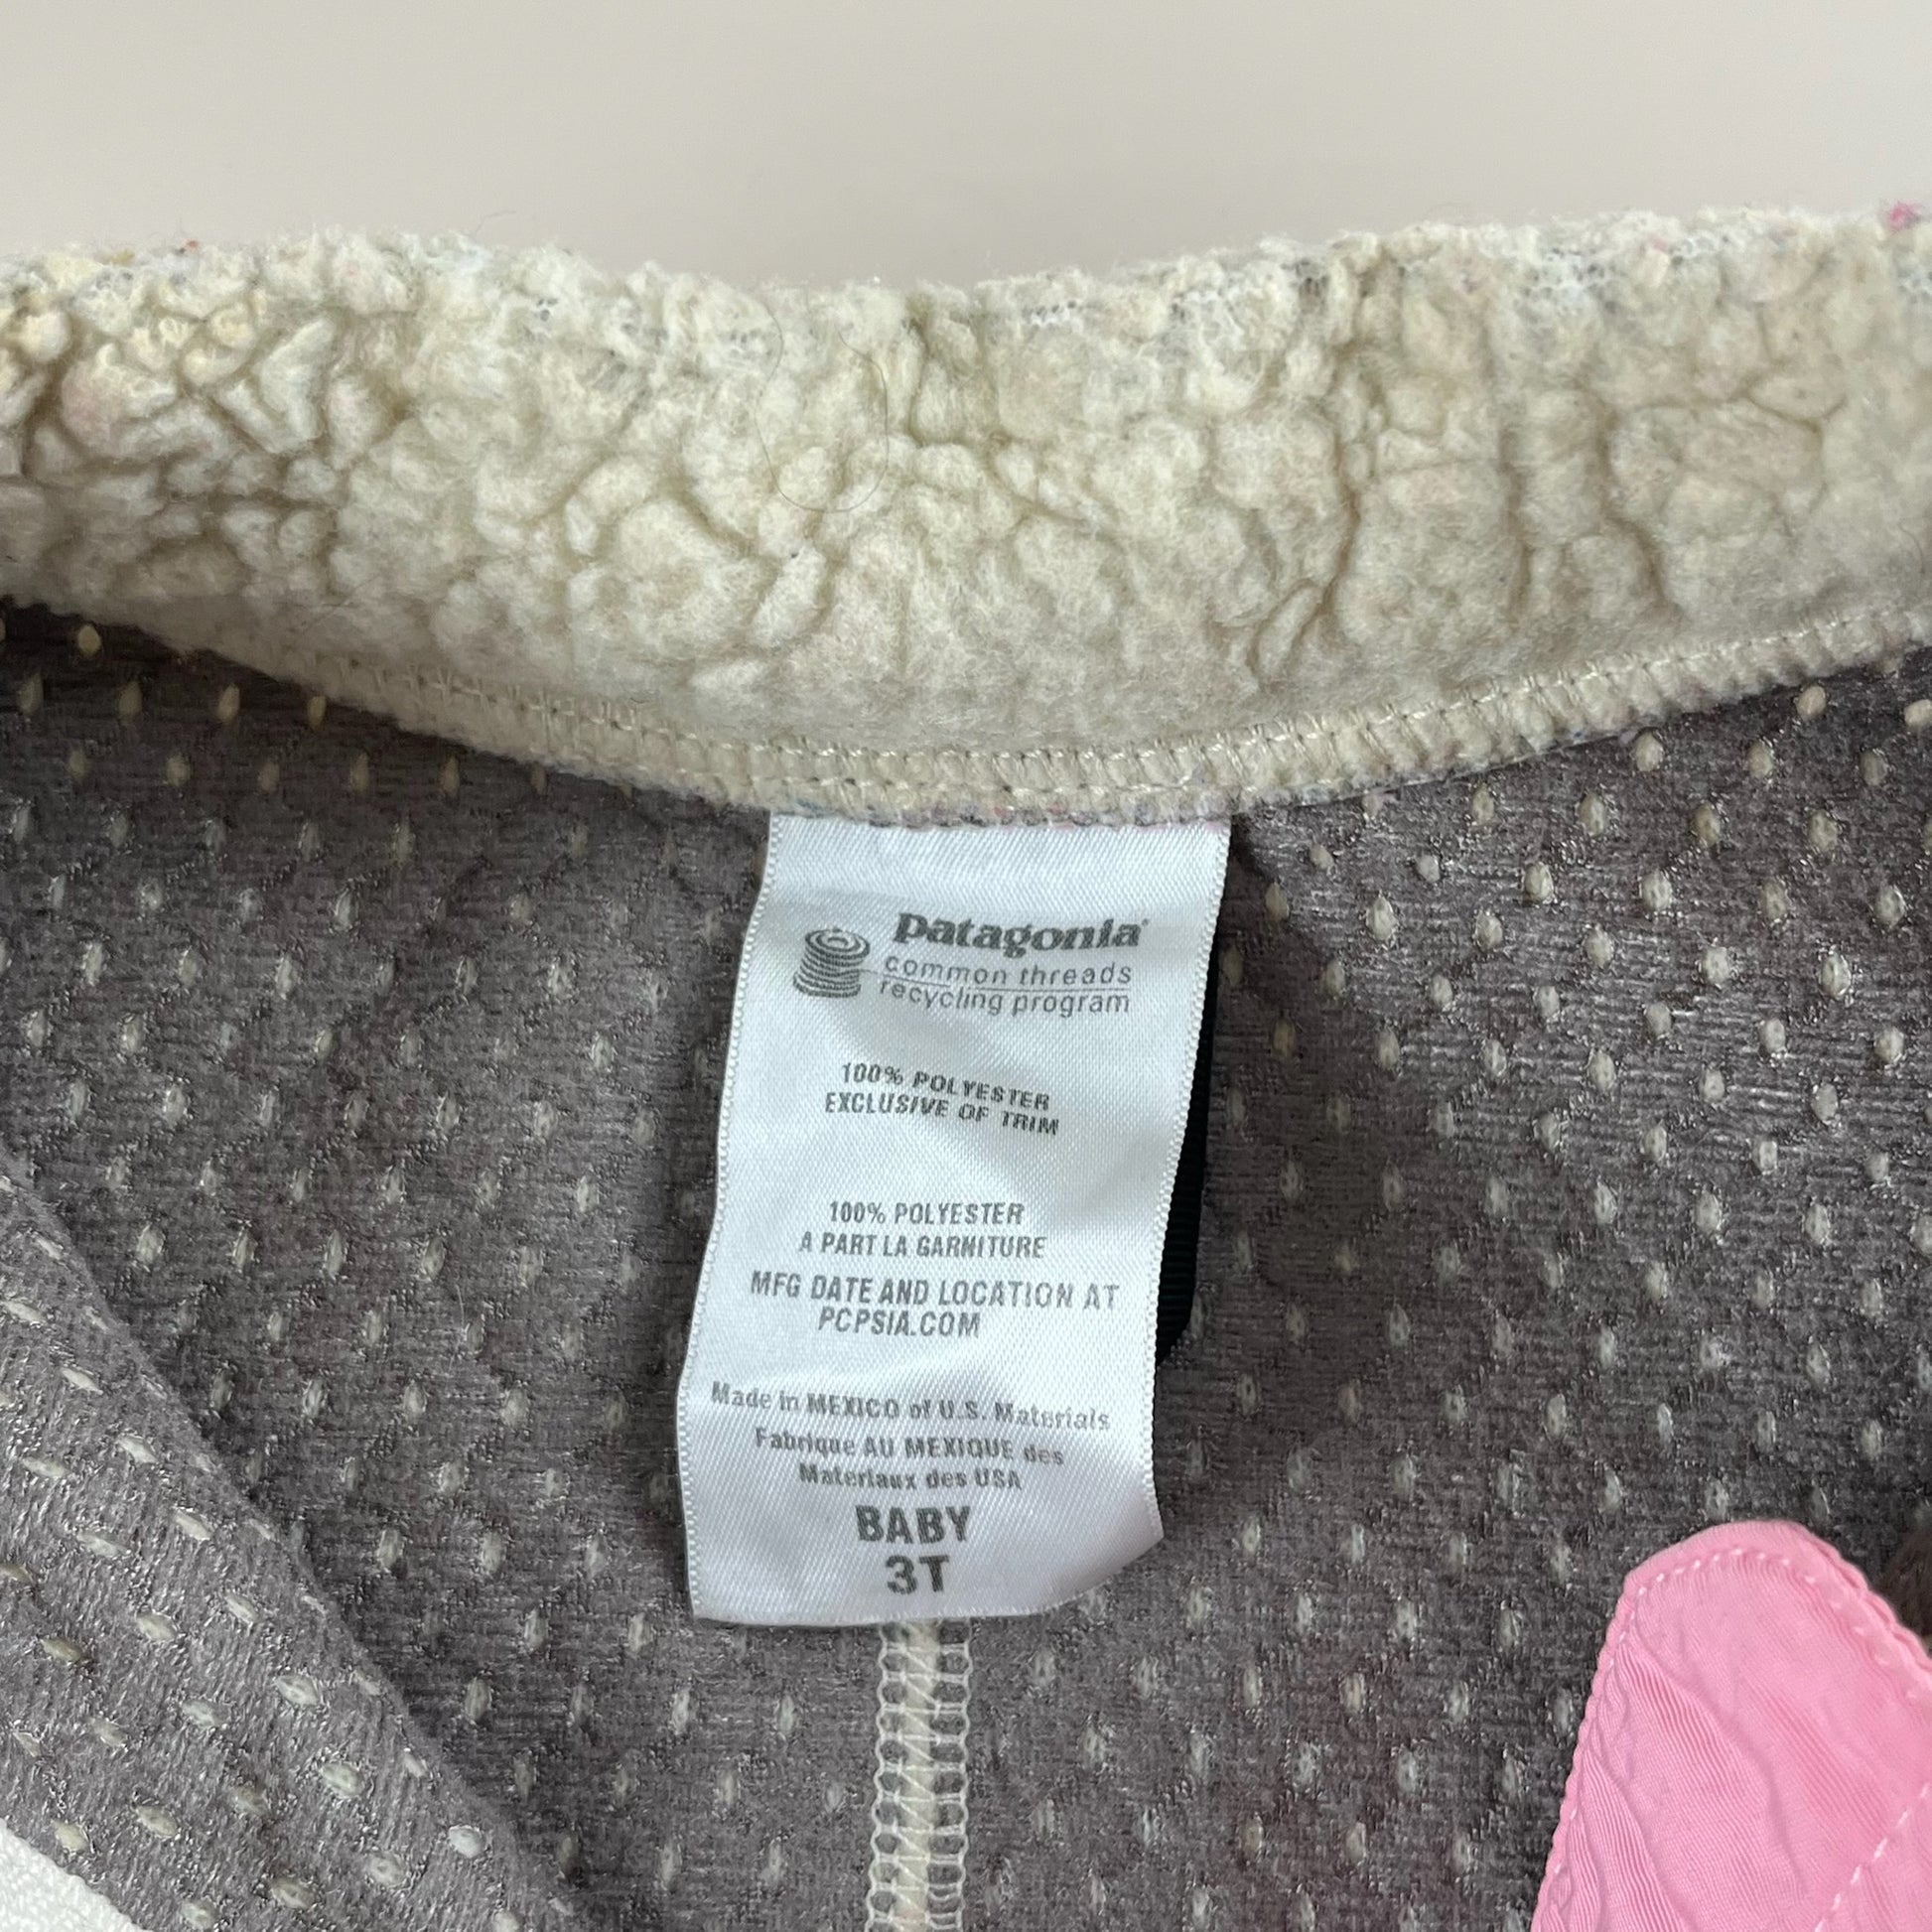 patagonia®
common threads
recycling program
100% POLYESTER
EXCLUSIVE OF TRIM
100% POLYESTER
A PART LA GARNITURE
MFG DATE AND LOCATION AT
PCPSIA.COM
Made in MEXICO of U.S. Materials
Fabrique AU MEXIQUE des
Materiaux des USA
BABY
3T